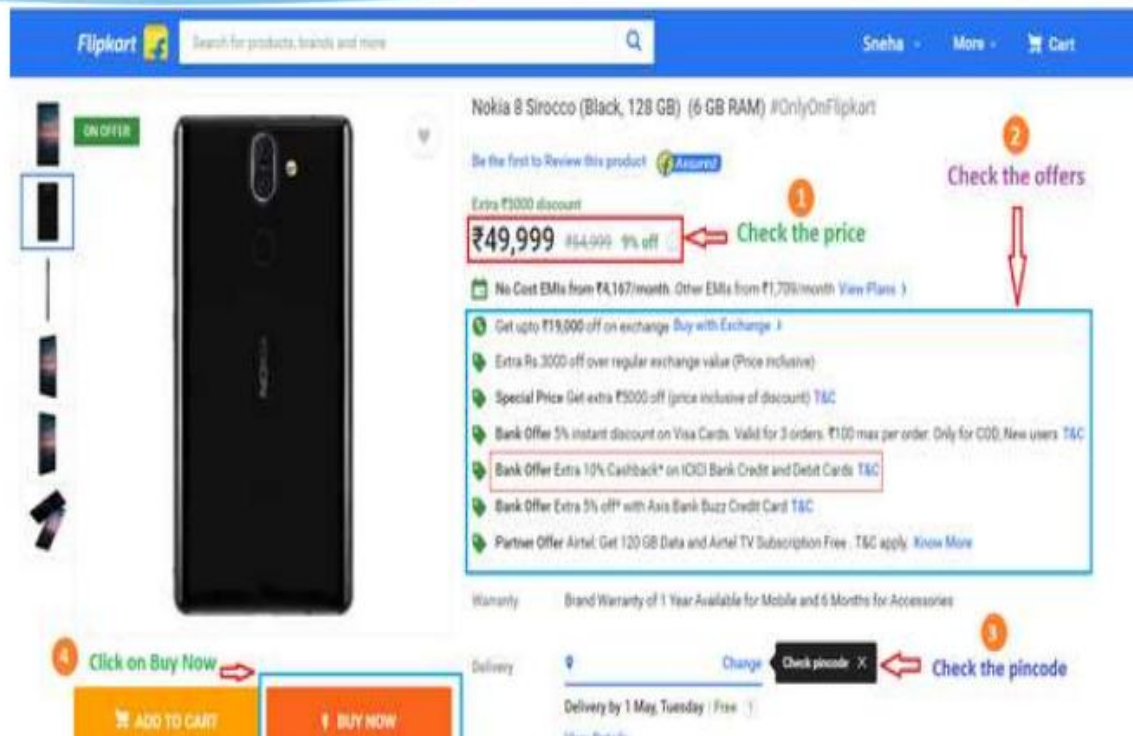 Flipkart
Search for products, brands and more
Sneha
More
Cart
ON OFFER
NOKIA
Nokia 8 Sirocco (Black, 128 GB) (6 GB RAM) #OnlyOnFlipkart
Be the first to Review this product Assured
Extra ₹5000 discount
₹49,999 ₹54,999 9% off
1
Check the price
2
Check the offers
No Cost EMIs from ₹4,167/month. Other EMIs from ₹1,709/month View Plans >
Get upto ₹19,000 off on exchange Buy with Exchange >
Extra Rs.3000 off over regular exchange value (Price inclusive)
Special Price Get extra ₹5000 off (price inclusive of discount) T&C
Bank Offer 5% instant discount on Visa Cards. Valid for 3 orders. ₹100 max per order. Only for COD, New users T&C
Bank Offer Extra 10% Cashback* on ICICI Bank Credit and Debit Cards T&C
Bank Offer Extra 5% off* with Axis Bank Buzz Credit Card T&C
Partner Offer Airtel: Get 120 GB Data and Airtel TV Subscription Free. T&C apply. Know More
Warranty Brand Warranty of 1 Year Available for Mobile and 6 Months for Accessories
Delivery Change Check pincode X
3
Check the pincode
Delivery by 1 May, Tuesday | Free
View Details
4
Click on Buy Now
ADD TO CART
BUY NOW